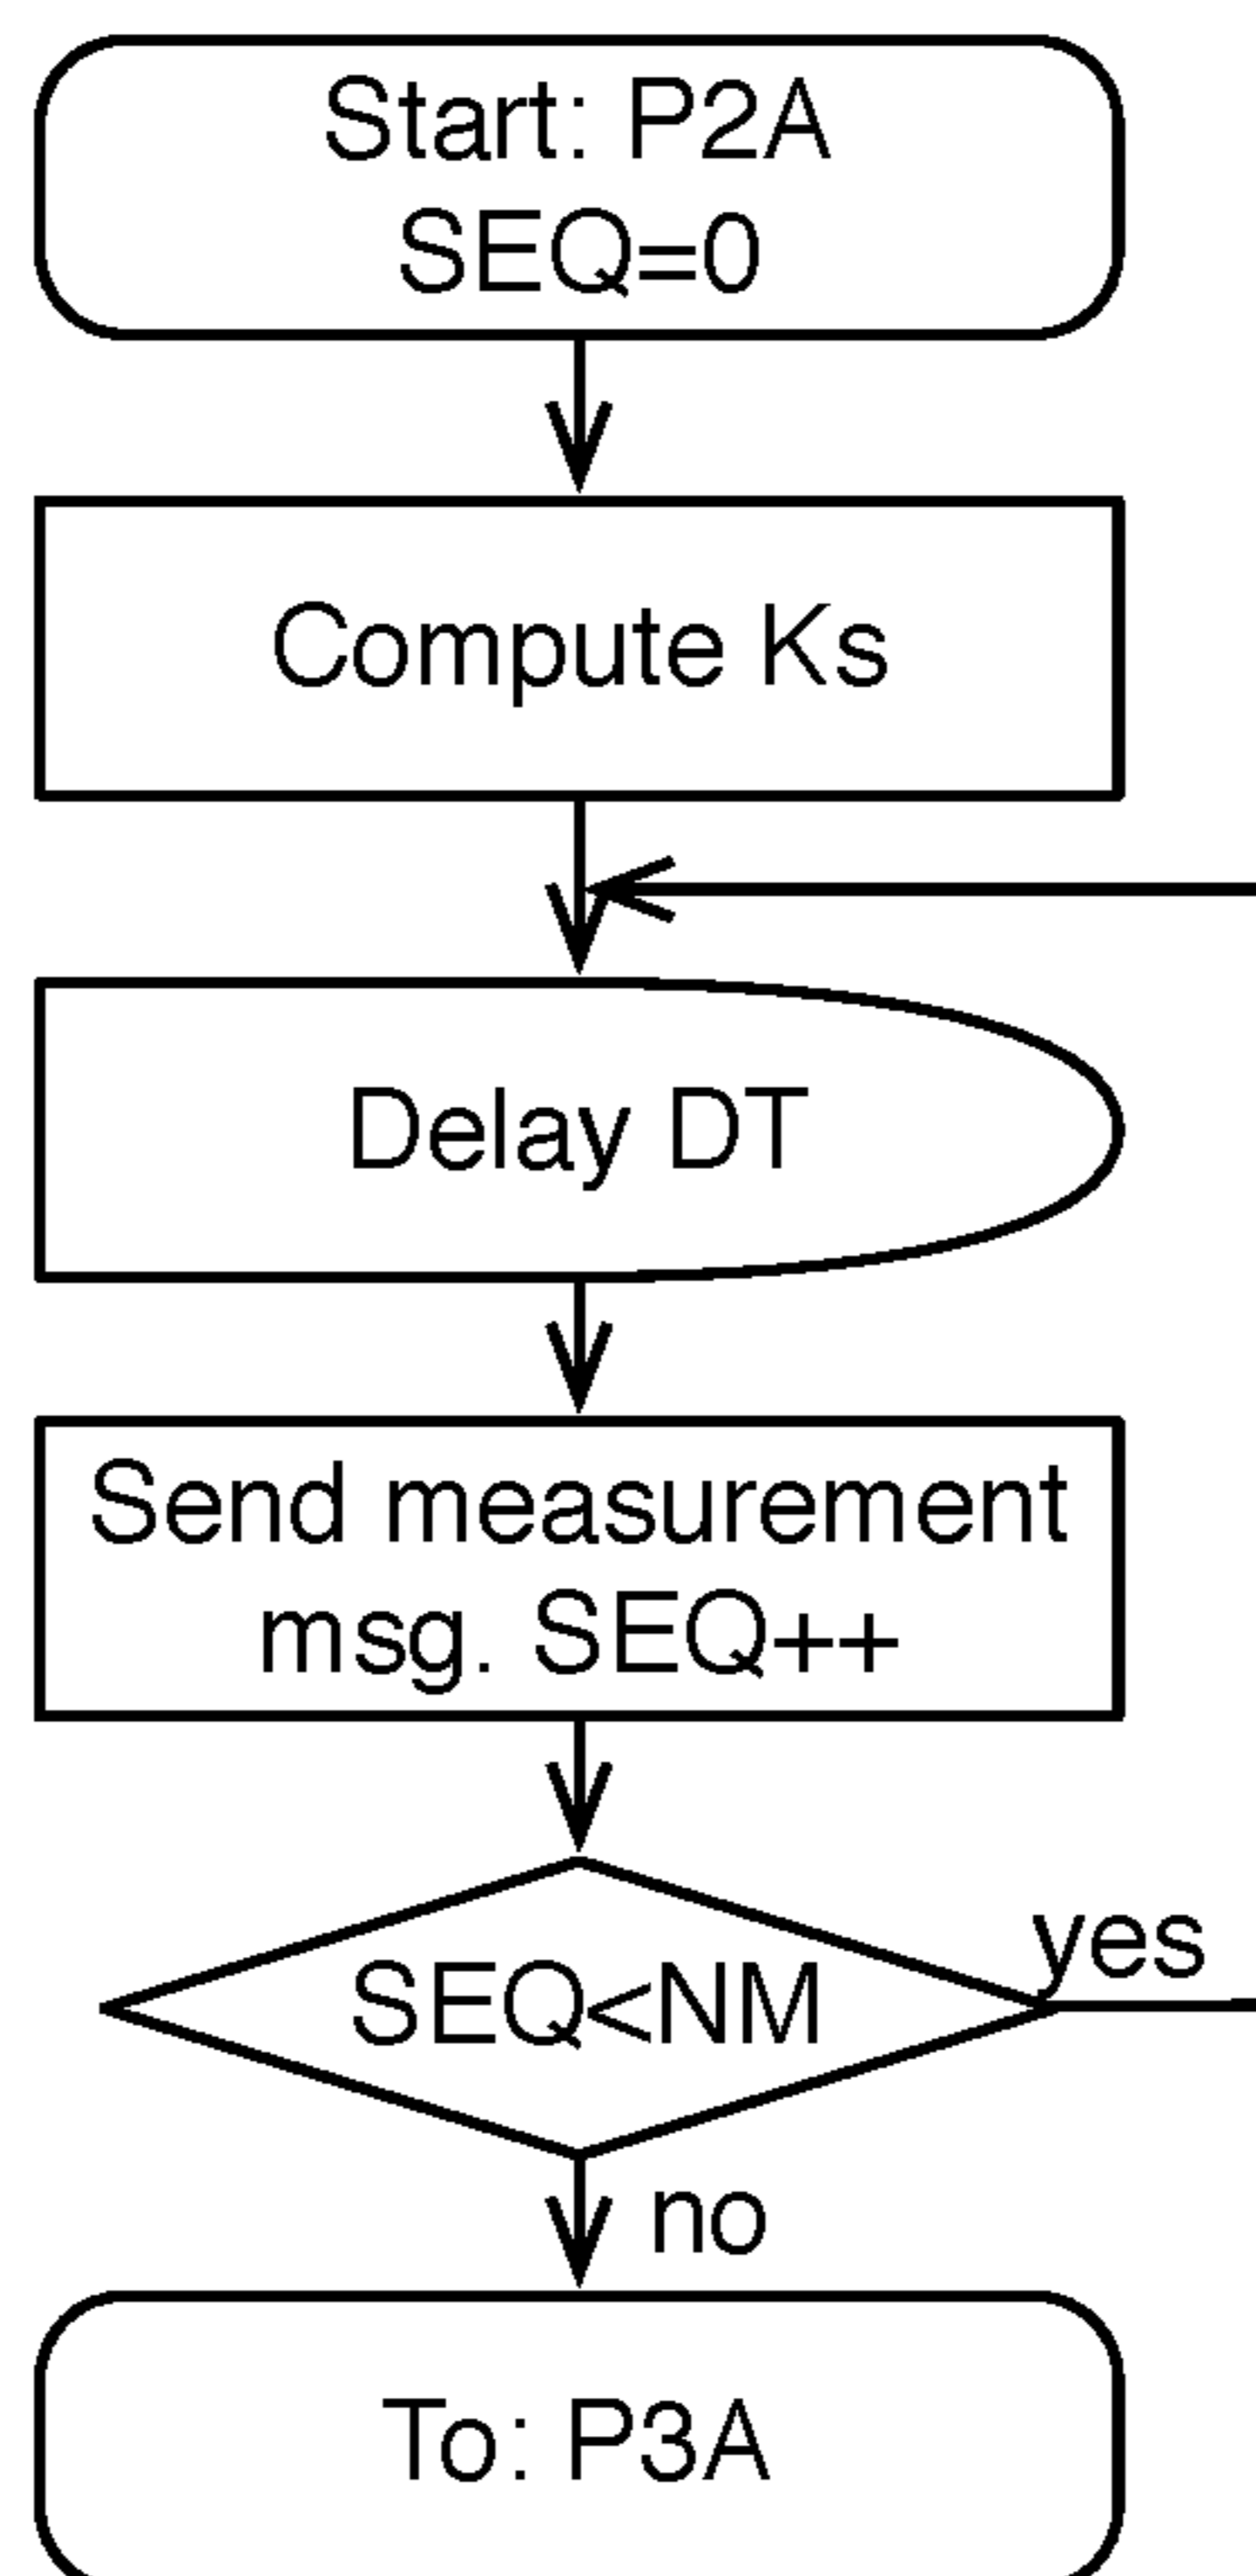 Start: P2A
SEQ=0
Compute Ks
Delay DT
Send measurement
msg. SEQ++
SEQ<NM
yes
no
To: P3A